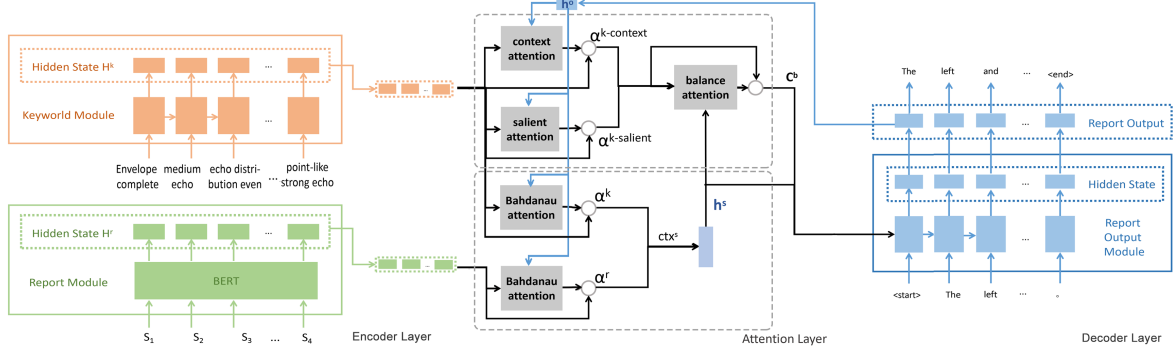 Hidden State Hᵏ
...
Keyworld Module
...
Envelope
complete
medium
echo
echo distri-
bution even
...
point-like
strong echo
Hidden State Hʳ
...
Report Module
BERT
S₁
S₂
S₃
...
S₄
Encoder Layer
hᵒ
context
attention
αᵏ⁻ᶜᵒⁿᵗᵉˣᵗ
salient
attention
αᵏ⁻ˢᵃˡⁱᵉⁿᵗ
balance
attention
Cᵇ
Bahdanau
attention
αᵏ
Bahdanau
attention
αʳ
ctxˢ
hˢ
Attention Layer
The
left
and
...
<end>
...
Report Output
...
Hidden State
...
Report
Output
Module
<start>
The
left
...
。
Decoder Layer